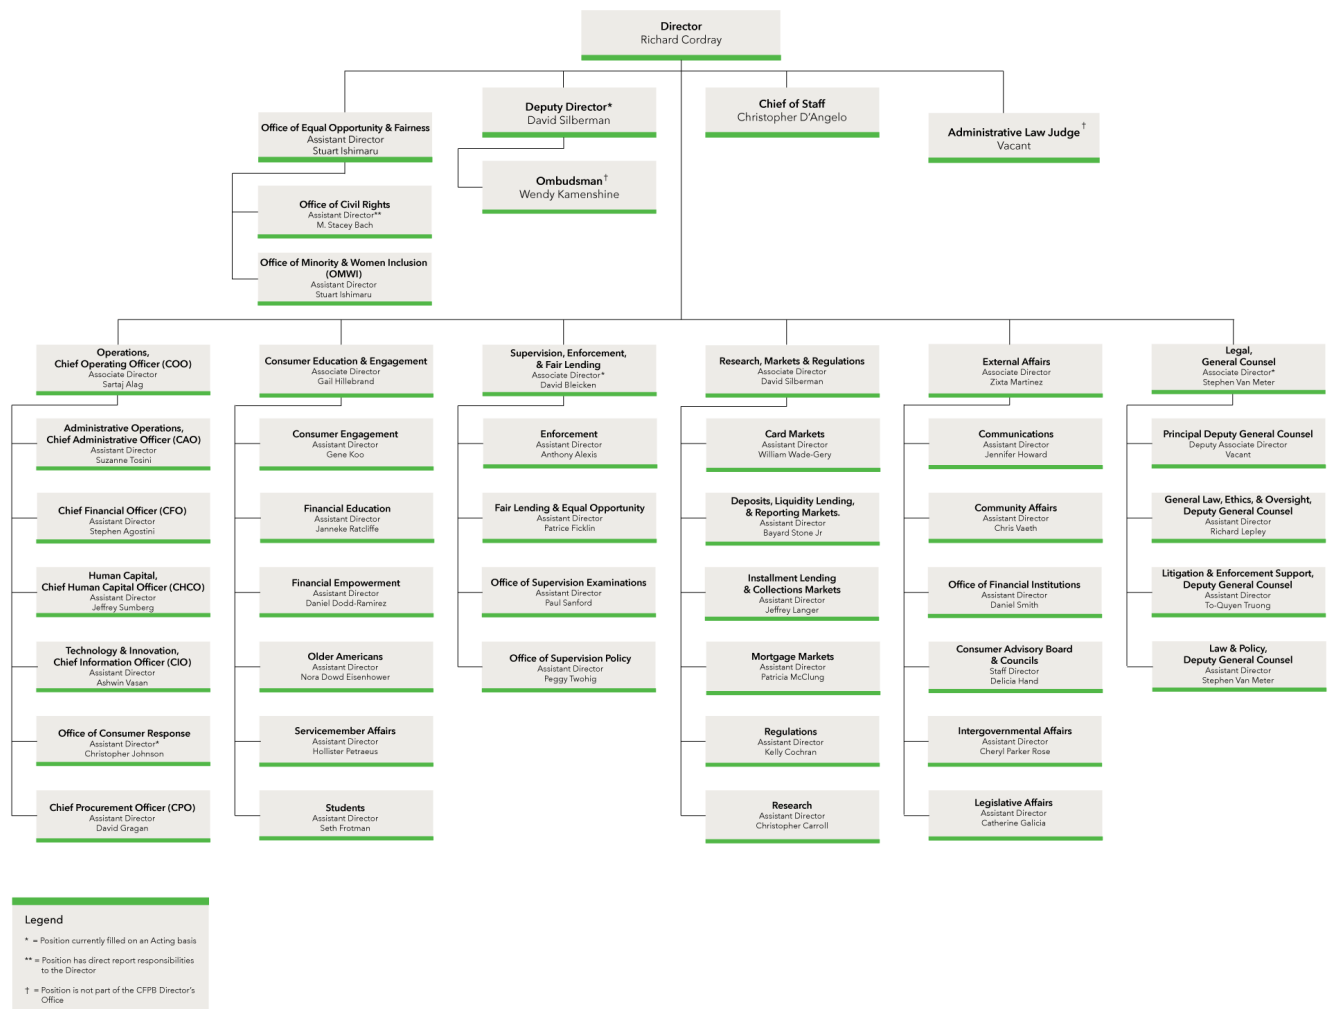 Director
Richard Cordray
Office of Equal Opportunity & Fairness
Assistant Director
Stuart Ishimaru
Office of Civil Rights
Assistant Director**
M. Stacey Bach
Office of Minority & Women Inclusion
(OMWI)
Assistant Director
Stuart Ishimaru
Deputy Director*
David Silberman
Ombudsman†
Wendy Kamenshine
Chief of Staff
Christopher D’Angelo
Administrative Law Judge†
Vacant
Operations,
Chief Operating Officer (COO)
Associate Director
Sartaj Alag
Administrative Operations,
Chief Administrative Officer (CAO)
Assistant Director
Suzanne Tosini
Chief Financial Officer (CFO)
Assistant Director
Stephen Agostini
Human Capital,
Chief Human Capital Officer (CHCO)
Assistant Director
Jeffrey Sumberg
Technology & Innovation,
Chief Information Officer (CIO)
Assistant Director
Ashwin Vasan
Office of Consumer Response
Assistant Director*
Christopher Johnson
Chief Procurement Officer (CPO)
Assistant Director
David Gragan
Consumer Education & Engagement
Associate Director
Gail Hillebrand
Consumer Engagement
Assistant Director
Gene Koo
Financial Education
Assistant Director
Janneke Ratcliffe
Financial Empowerment
Assistant Director
Daniel Dodd-Ramirez
Older Americans
Assistant Director
Nora Dowd Eisenhower
Servicemember Affairs
Assistant Director
Hollister Petraeus
Students
Assistant Director
Seth Frotman
Supervision, Enforcement,
& Fair Lending
Associate Director*
David Bleicken
Enforcement
Assistant Director
Anthony Alexis
Fair Lending & Equal Opportunity
Assistant Director
Patrice Ficklin
Office of Supervision Examinations
Assistant Director
Paul Sanford
Office of Supervision Policy
Assistant Director
Peggy Twohig
Research, Markets & Regulations
Associate Director
David Silberman
Card Markets
Assistant Director
William Wade-Gery
Deposits, Liquidity Lending,
& Reporting Markets.
Assistant Director
Bayard Stone Jr
Installment Lending
& Collections Markets
Assistant Director
Jeffrey Langer
Mortgage Markets
Assistant Director
Patricia McClung
Regulations
Assistant Director
Kelly Cochran
Research
Assistant Director
Christopher Carroll
External Affairs
Associate Director
Zixta Martinez
Communications
Assistant Director
Jennifer Howard
Community Affairs
Assistant Director
Chris Vaeth
Office of Financial Institutions
Assistant Director
Daniel Smith
Consumer Advisory Board
& Councils
Staff Director
Delicia Hand
Intergovernmental Affairs
Assistant Director
Cheryl Parker Rose
Legislative Affairs
Assistant Director
Catherine Galicia
Legal,
General Counsel
Associate Director*
Stephen Van Meter
Principal Deputy General Counsel
Deputy Associate Director
Vacant
General Law, Ethics, & Oversight,
Deputy General Counsel
Assistant Director
Richard Lepley
Litigation & Enforcement Support,
Deputy General Counsel
Assistant Director
To-Quyen Truong
Law & Policy,
Deputy General Counsel
Assistant Director
Stephen Van Meter
Legend
* = Position currently filled on an Acting basis
** = Position has direct report responsibilities
to the Director
† = Position is not part of the CFPB Director’s
Office